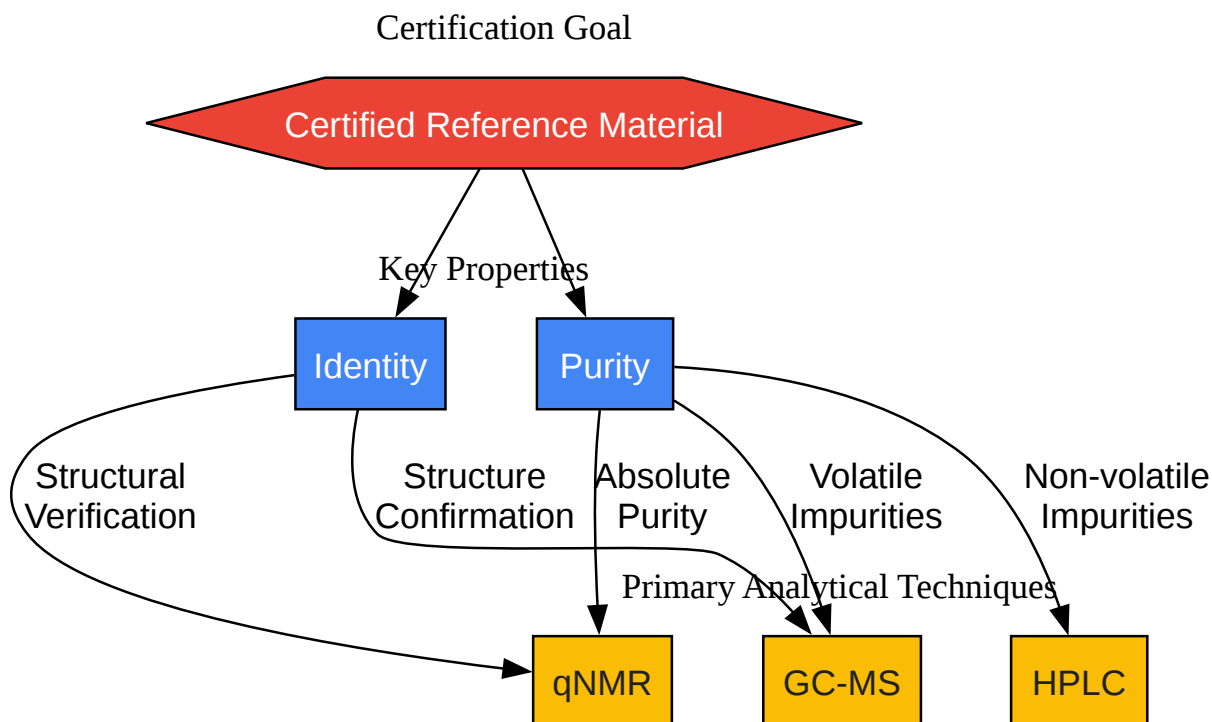 Certification Goal
Certified Reference Material
Key Properties
Identity
Purity
Structural
Verification
Structure
Confirmation
Absolute
Purity
Volatile
Impurities
Non-volatile
Impurities
Primary Analytical Techniques
qNMR
GC-MS
HPLC